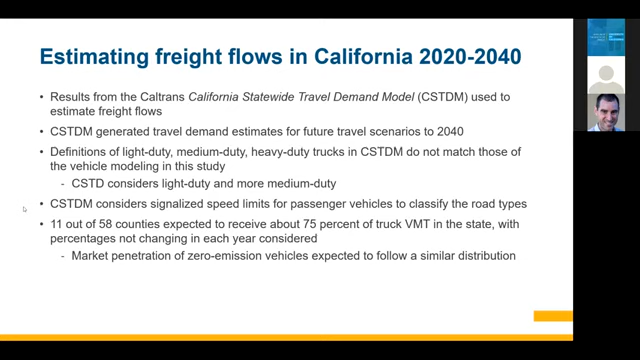 Estimating freight flows in California 2020-2040
• Results from the Caltrans California Statewide Travel Demand Model (CSTDM) used to
estimate freight flows
• CSTDM generated travel demand estimates for future travel scenarios to 2040
• Definitions of light-duty, medium-duty, heavy-duty trucks in CSTDM do not match those of
the vehicle modeling in this study
- CSTD considers light-duty and more medium-duty
• CSTDM considers signalized speed limits for passenger vehicles to classify the road types
• 11 out of 58 counties expected to receive about 75 percent of truck VMT in the state, with
percentages not changing in each year considered
- Market penetration of zero-emission vehicles expected to follow a similar distribution